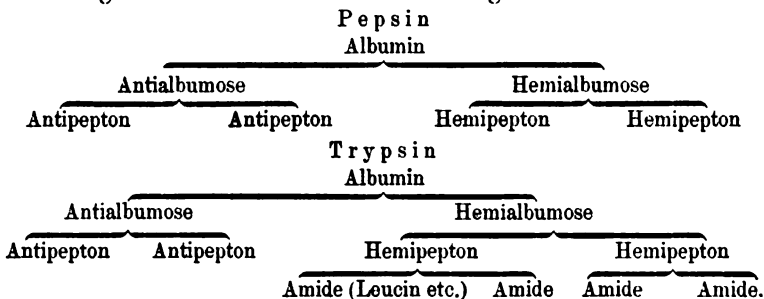 Pepsin
Albumin
Antialbumose Hemialbumose
Antipepton Antipepton Hemipepton Hemipepton
Trypsin
Albumin
Antialbumose Hemialbumose
Antipepton Antipepton Hemipepton Hemipepton
Amide (Leucin etc.) Amide Amide Amide.